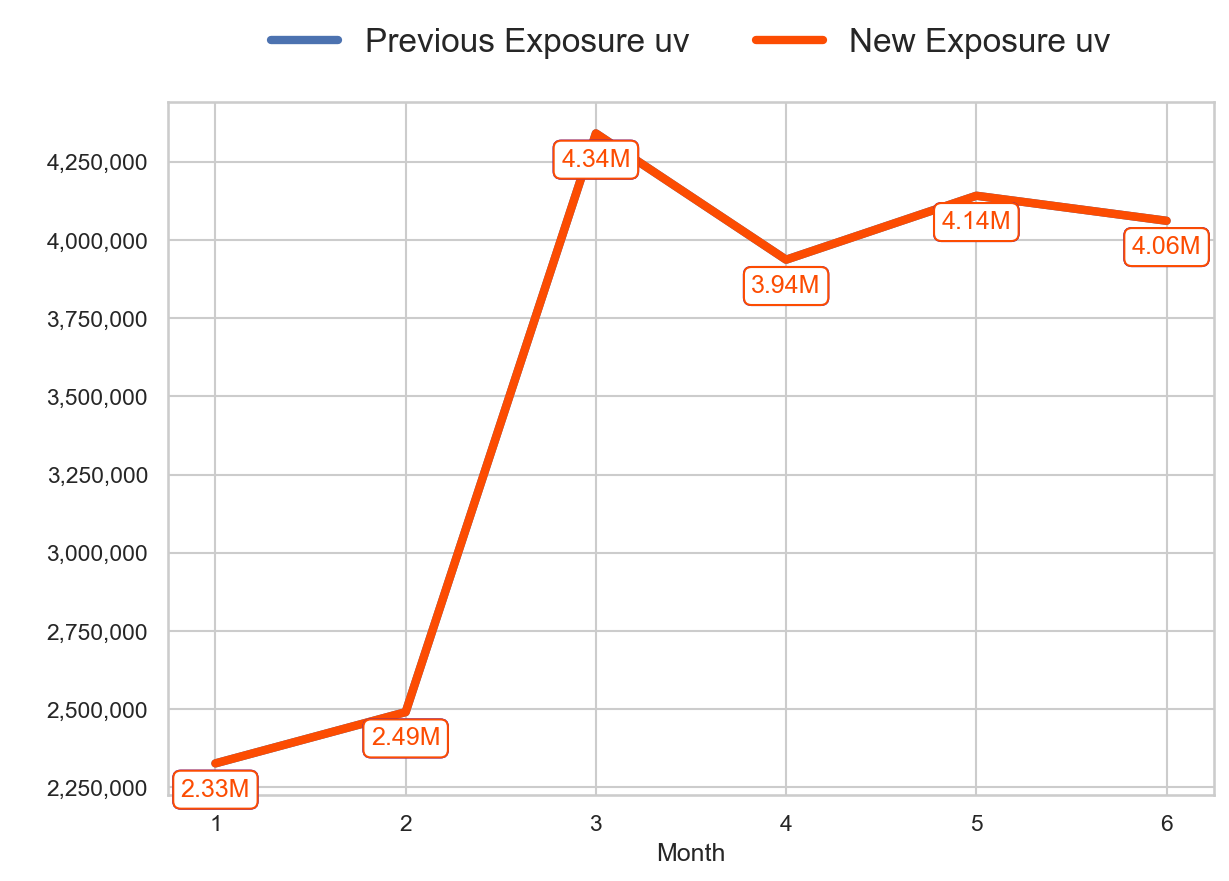 Previous Exposure uv New Exposure uv
4,250,000
4.34M
4,000,000
4.14M
4.06M
3.94M
3,750,000
3,500,000
3,250,000
3,000,000
2,750,000
2,500,000
2.49M
2,250,000
2.33M
1 2 3 4 5 6
Month